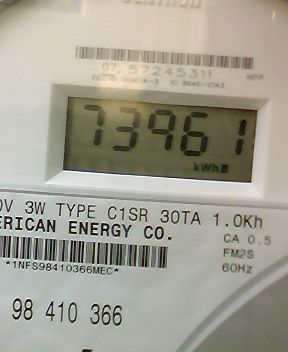 07 57245311
73961
kWh
0V 3W TYPE C1SR 30TA 1.0Kh
ERICAN ENERGY CO.
CA 0.5
FM2S
60Hz
*1NFS98410366MEC*
98 410 366